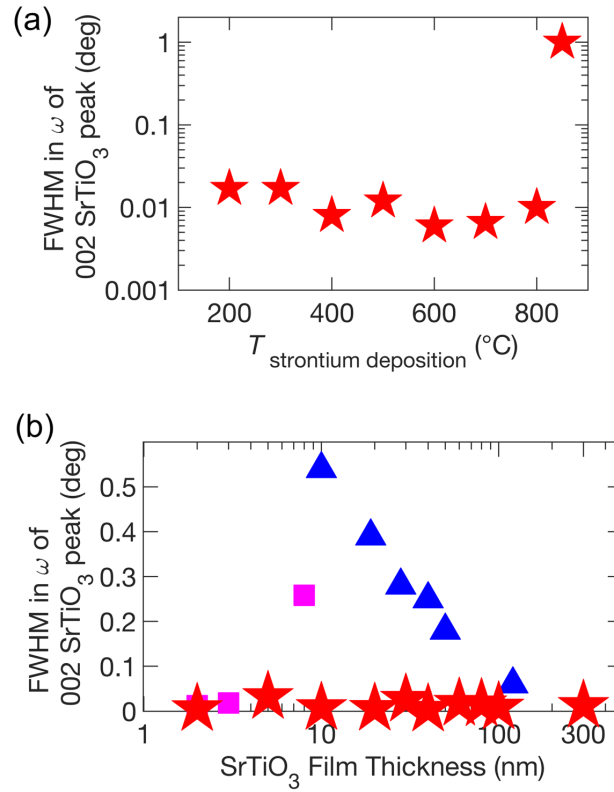 (a)
FWHM in ω of
002 SrTiO₃ peak (deg)
1
0.1
0.01
0.001
200 400 600 800
T strontium deposition (°C)
(b)
FWHM in ω of
002 SrTiO₃ peak (deg)
0.5
0.4
0.3
0.2
0.1
0
1 10 100 300
SrTiO₃ Film Thickness (nm)